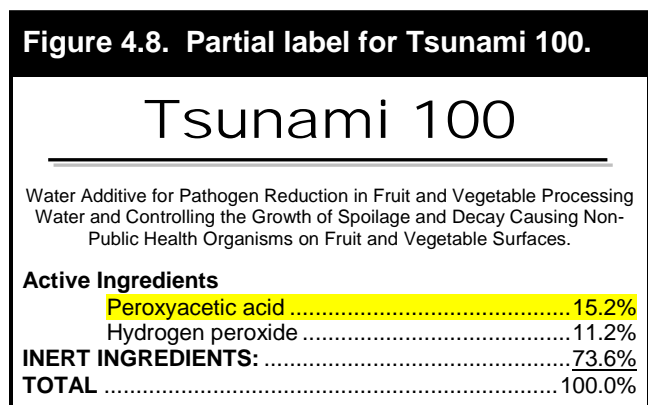 Figure 4.8. Partial label for Tsunami 100.
Tsunami 100
Water Additive for Pathogen Reduction in Fruit and Vegetable Processing
Water and Controlling the Growth of Spoilage and Decay Causing Non-
Public Health Organisms on Fruit and Vegetable Surfaces.
Active Ingredients
Peroxyacetic acid ............................................15.2%
Hydrogen peroxide ..........................................11.2%
INERT INGREDIENTS: ................................................73.6%
TOTAL .........................................................................100.0%